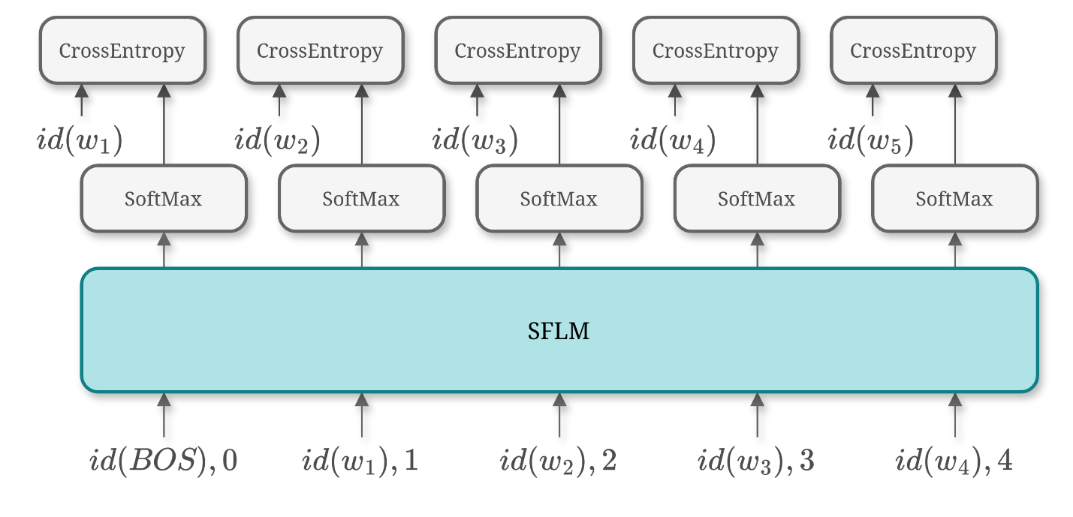 CrossEntropy CrossEntropy CrossEntropy CrossEntropy CrossEntropy
id(w₁) id(w₂) id(w₃) id(w₄) id(w₅)
SoftMax SoftMax SoftMax SoftMax SoftMax
SFLM
id(BOS), 0 id(w₁), 1 id(w₂), 2 id(w₃), 3 id(w₄), 4